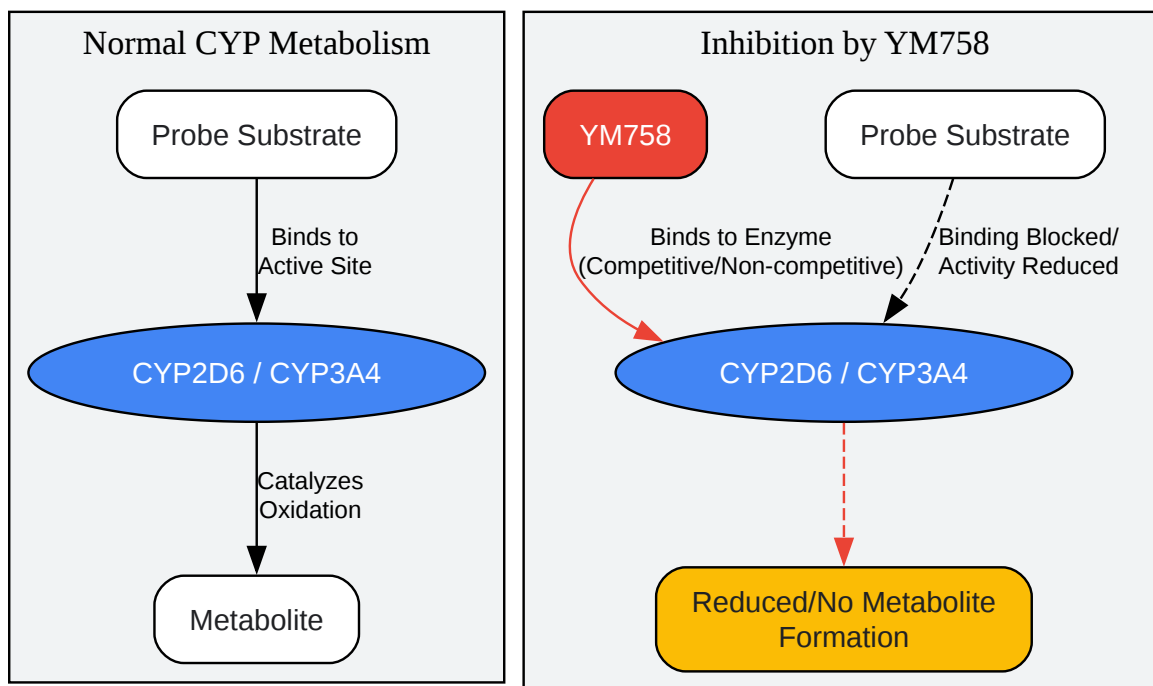 Normal CYP Metabolism
Probe Substrate
Binds to
Active Site
CYP2D6 / CYP3A4
Catalyzes
Oxidation
Metabolite
Inhibition by YM758
YM758
Probe Substrate
Binds to Enzyme
(Competitive/Non-competitive)
Binding Blocked/
Activity Reduced
CYP2D6 / CYP3A4
Reduced/No Metabolite
Formation